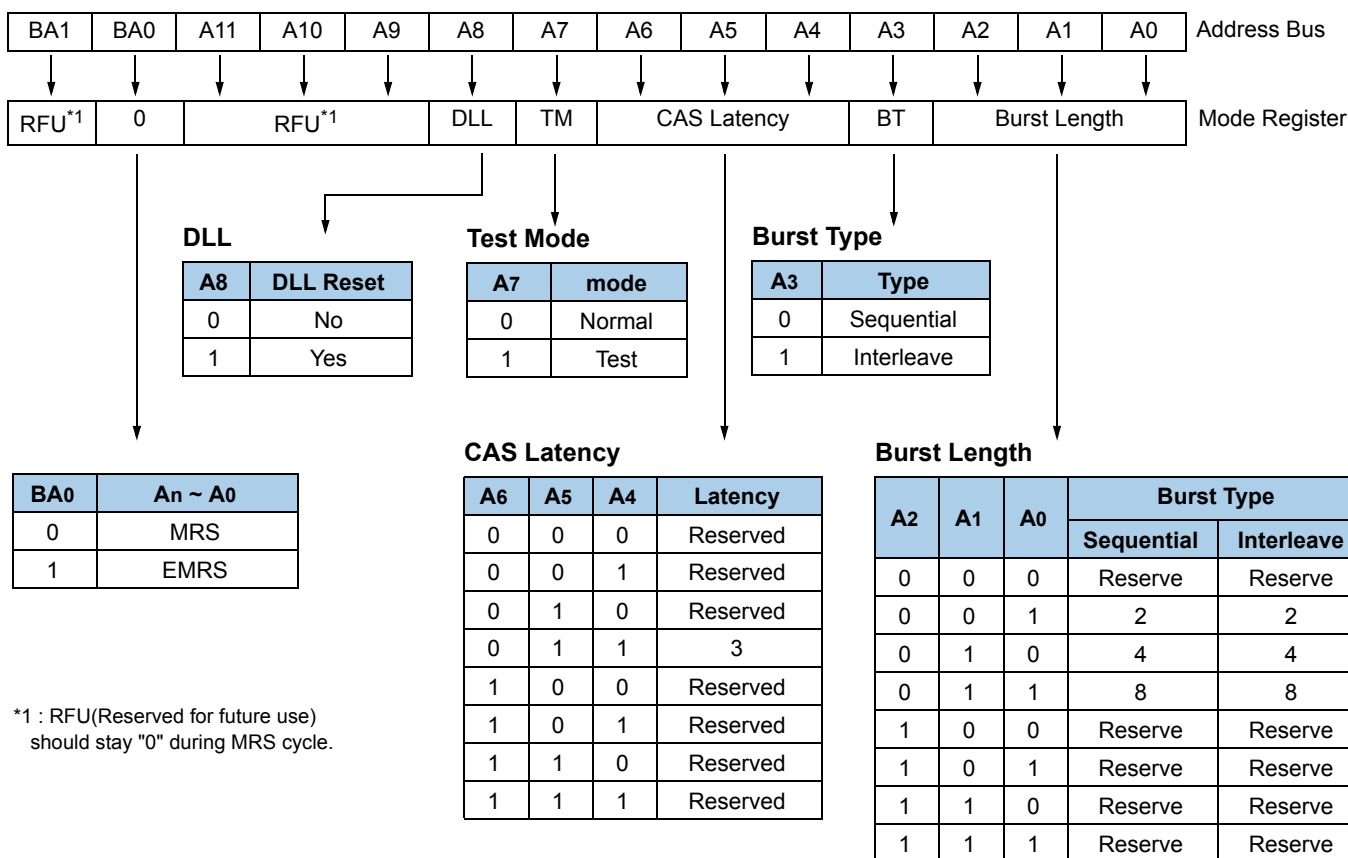 BA1 BA0 A11 A10 A9 A8 A7 A6 A5 A4 A3 A2 A1 A0 Address Bus
RFU*1 0 RFU*1 DLL TM CAS Latency BT Burst Length Mode Register
DLL
A8 DLL Reset
0 No
1 Yes
Test Mode
A7 mode
0 Normal
1 Test
Burst Type
A3 Type
0 Sequential
1 Interleave
BA0 An ~ A0
0 MRS
1 EMRS
*1 : RFU(Reserved for future use)
should stay "0" during MRS cycle.
CAS Latency
A6 A5 A4 Latency
0 0 0 Reserved
0 0 1 Reserved
0 1 0 Reserved
0 1 1 3
1 0 0 Reserved
1 0 1 Reserved
1 1 0 Reserved
1 1 1 Reserved
Burst Length
A2 A1 A0 Burst Type
Sequential Interleave
0 0 0 Reserve Reserve
0 0 1 2 2
0 1 0 4 4
0 1 1 8 8
1 0 0 Reserve Reserve
1 0 1 Reserve Reserve
1 1 0 Reserve Reserve
1 1 1 Reserve Reserve